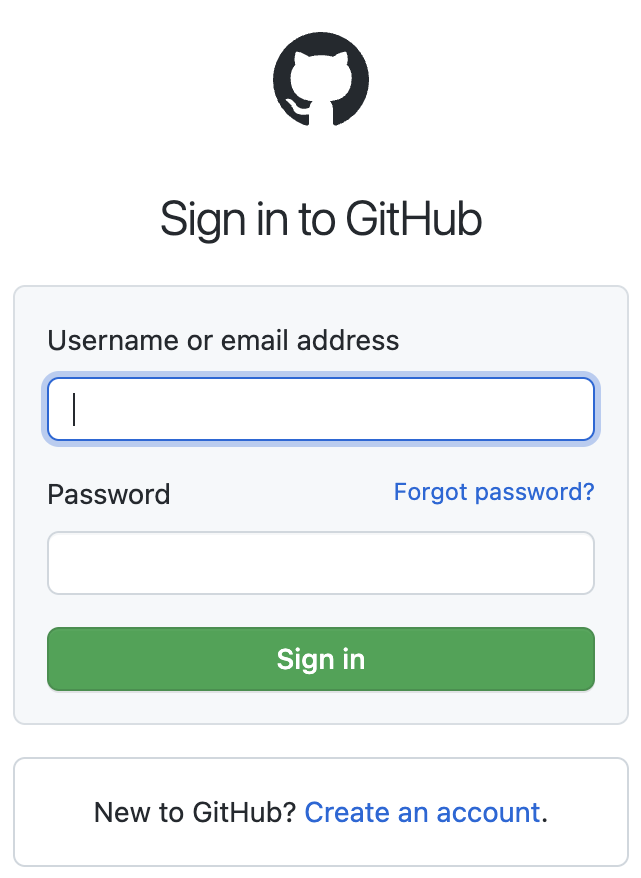 Sign in to GitHub
Username or email address
Password Forgot password?
Sign in
New to GitHub? Create an account.